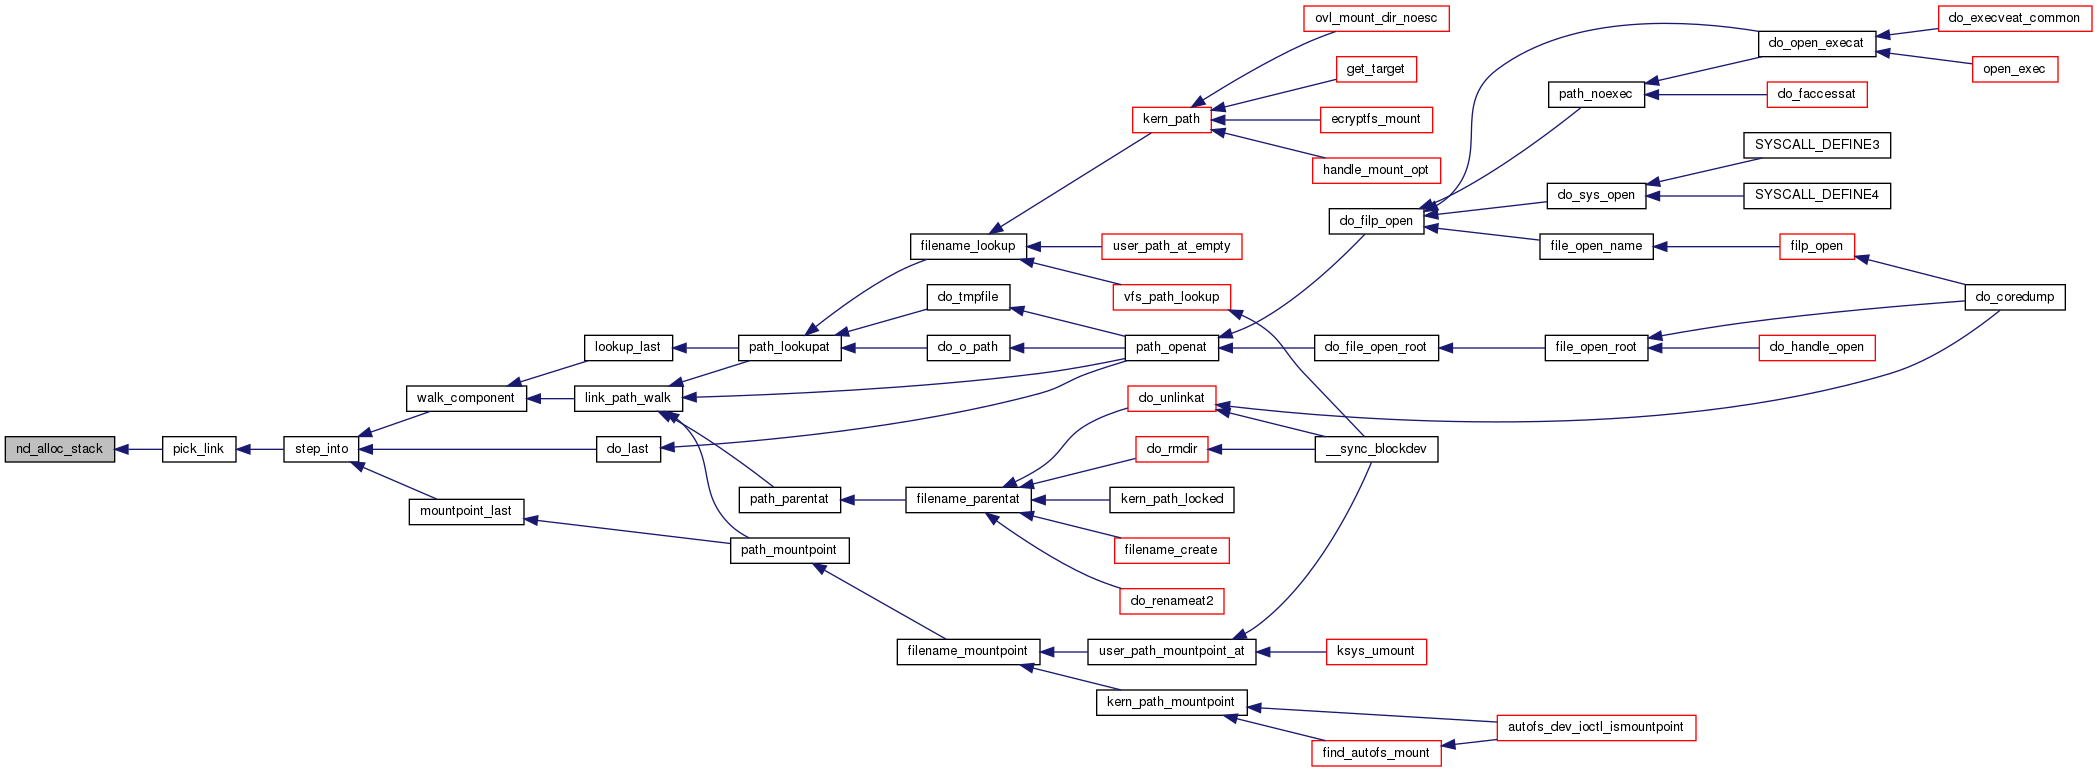 ovl_mount_dir_noesc
do_execveat_common
do_open_execat
get_target
open_exec
path_noexec
do_faccessat
kern_path
ecryptfs_mount
SYSCALL_DEFINE3
handle_mount_opt
do_sys_open
SYSCALL_DEFINE4
do_filp_open
filename_lookup
user_path_at_empty
file_open_name
filp_open
do_tmpfile
vfs_path_lookup
do_coredump
lookup_last
path_lookupat
do_o_path
path_openat
do_file_open_root
file_open_root
do_handle_open
walk_component
link_path_walk
do_unlinkat
nd_alloc_stack
pick_link
step_into
do_last
do_rmdir
__sync_blockdev
path_parentat
filename_parentat
kern_path_locked
mountpoint_last
path_mountpoint
filename_create
do_renameat2
filename_mountpoint
user_path_mountpoint_at
ksys_umount
kern_path_mountpoint
autofs_dev_ioctl_ismountpoint
find_autofs_mount